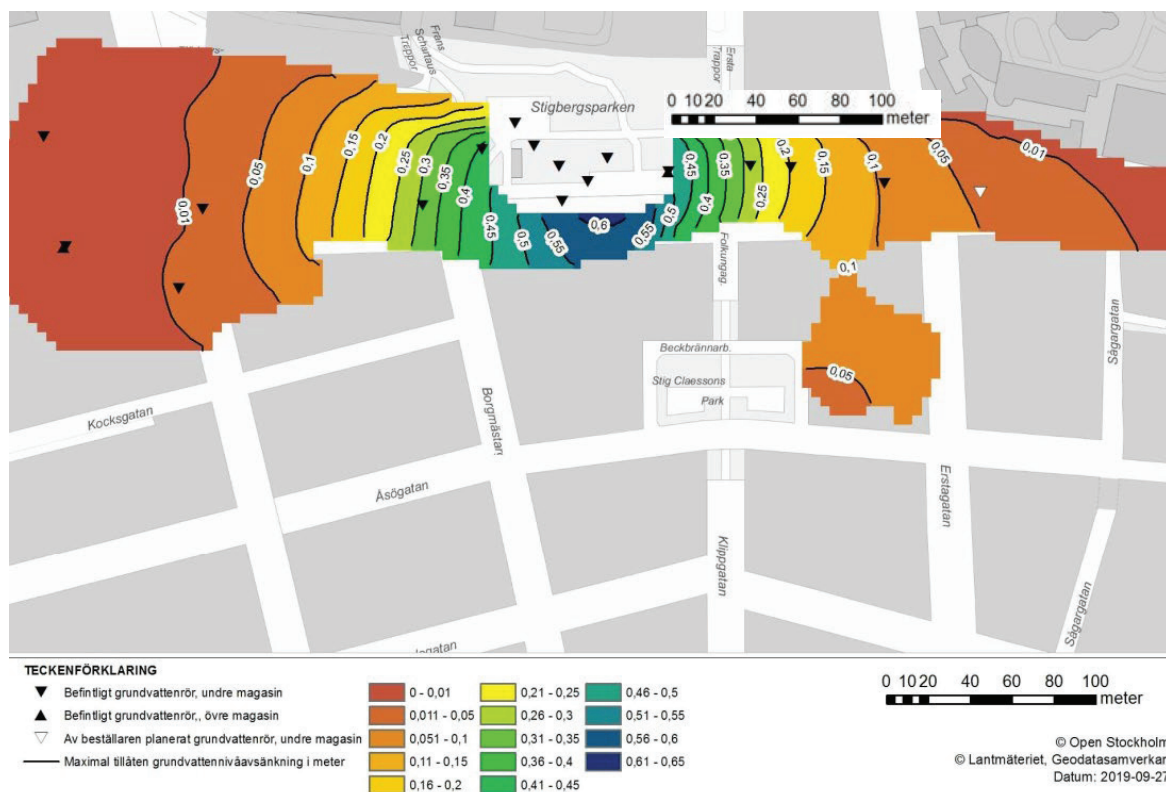 Frans
Schartaus
Trappor
Ersta
Trappor
Stigbergsparken
0 10 20 40 60 80 100
meter
0,01
0,05
0,1
0,15
0,2
0,25
0,3
0,35
0,4
0,45
0,5
0,55
0,6
0,55
0,5
0,45
0,4
0,35
0,25
0,2
0,15
0,1
0,05
0,01
0,1
0,05
Folkungag.
Beckbrännarb.
Stig Claessons
Park
Sågargatan
Kocksgatan
Borgmästarg
Åsögatan
Erstagatan
Klippgatan
Sågargatan
TECKENFÖRKLARING
Befintligt grundvattenrör, undre magasin
Befintligt grundvattenrör,, övre magasin
Av beställaren planerat grundvattenrör, undre magasin
Maximal tillåten grundvattennivåavsänkning i meter
0 - 0,01
0,011 - 0,05
0,051 - 0,1
0,11 - 0,15
0,16 - 0,2
0,21 - 0,25
0,26 - 0,3
0,31 - 0,35
0,36 - 0,4
0,41 - 0,45
0,46 - 0,5
0,51 - 0,55
0,56 - 0,6
0,61 - 0,65
0 10 20 40 60 80 100
meter
© Open Stockholm
© Lantmäteriet, Geodatasamverkan
Datum: 2019-09-27